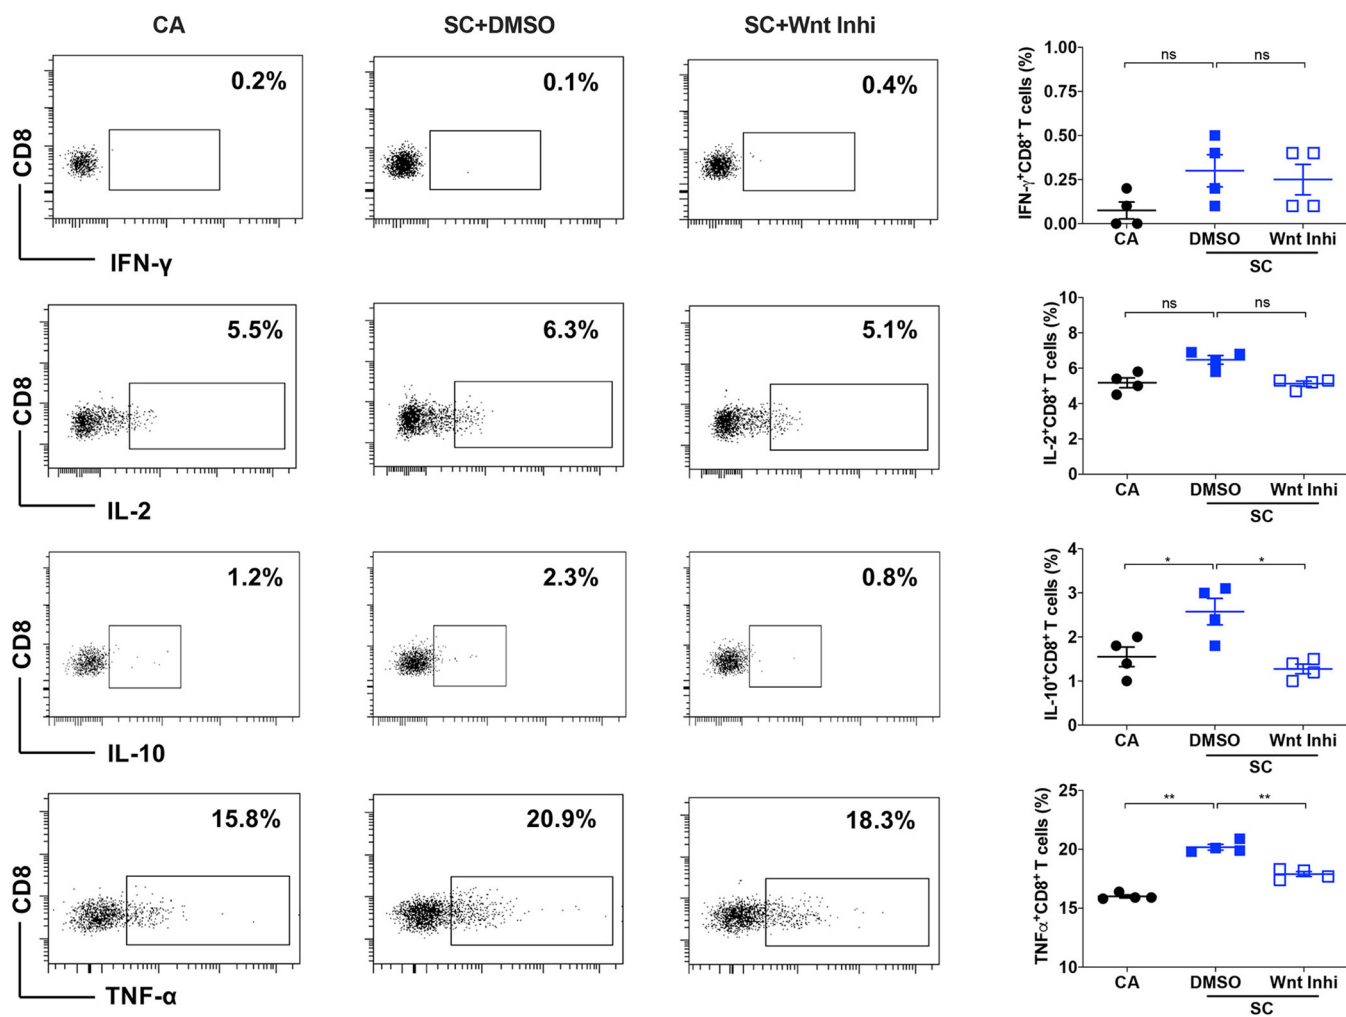 CA
SC+DMSO
SC+Wnt Inhi
0.2%
0.1%
0.4%
CD8
IFN-γ
1.00
0.75
0.50
0.25
0.00
IFN-γ+CD8+ T cells (%)
ns
ns
CA
DMSO
Wnt Inhi
SC
5.5%
6.3%
5.1%
CD8
IL-2
10
8
6
4
2
0
IL-2+CD8+ T cells (%)
ns
ns
CA
DMSO
Wnt Inhi
SC
1.2%
2.3%
0.8%
CD8
IL-10
4
3
2
1
0
IL-10+CD8+ T cells (%)
*
*
CA
DMSO
Wnt Inhi
SC
15.8%
20.9%
18.3%
CD8
TNF-α
25
20
15
10
TNFα+CD8+ T cells (%)
**
**
CA
DMSO
Wnt Inhi
SC